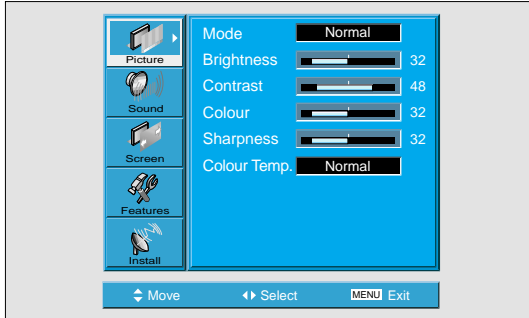 Picture
Sound
Screen
Features
Install
Mode Normal
Brightness 32
Contrast 48
Colour 32
Sharpness 32
Colour Temp. Normal
Move Select MENU Exit